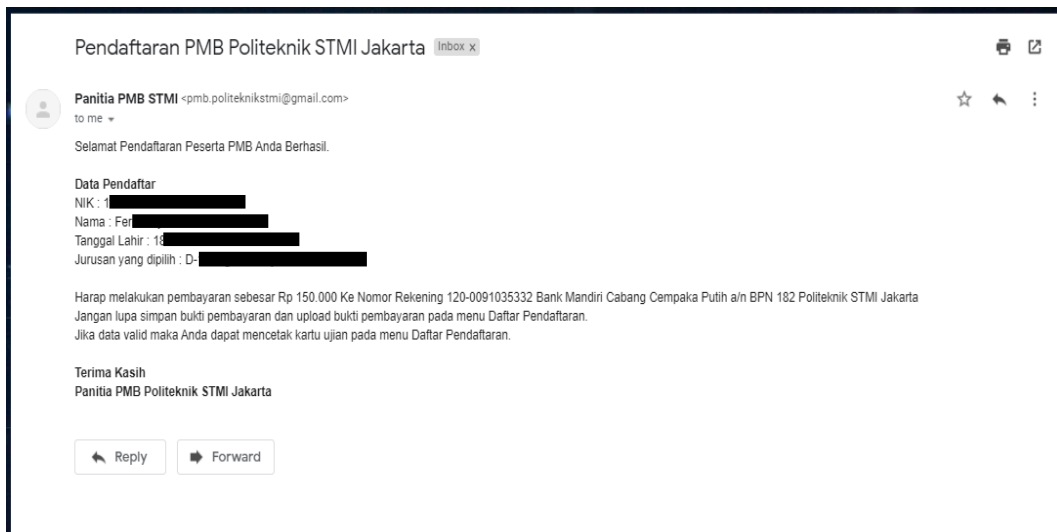 Pendaftaran PMB Politeknik STMI Jakarta Inbox x
Panitia PMB STMI <pmb.politeknikstmi@gmail.com>
to me
Selamat Pendaftaran Peserta PMB Anda Berhasil.
Data Pendaftar
NIK : 1
Nama : Fer
Tanggal Lahir : 18
Jurusan yang dipilih : D-
Harap melakukan pembayaran sebesar Rp 150.000 Ke Nomor Rekening 120-0091035332 Bank Mandiri Cabang Cempaka Putih a/n BPN 182 Politeknik STMI Jakarta
Jangan lupa simpan bukti pembayaran dan upload bukti pembayaran pada menu Daftar Pendaftaran.
Jika data valid maka Anda dapat mencetak kartu ujian pada menu Daftar Pendaftaran.
Terima Kasih
Panitia PMB Politeknik STMI Jakarta
Reply Forward